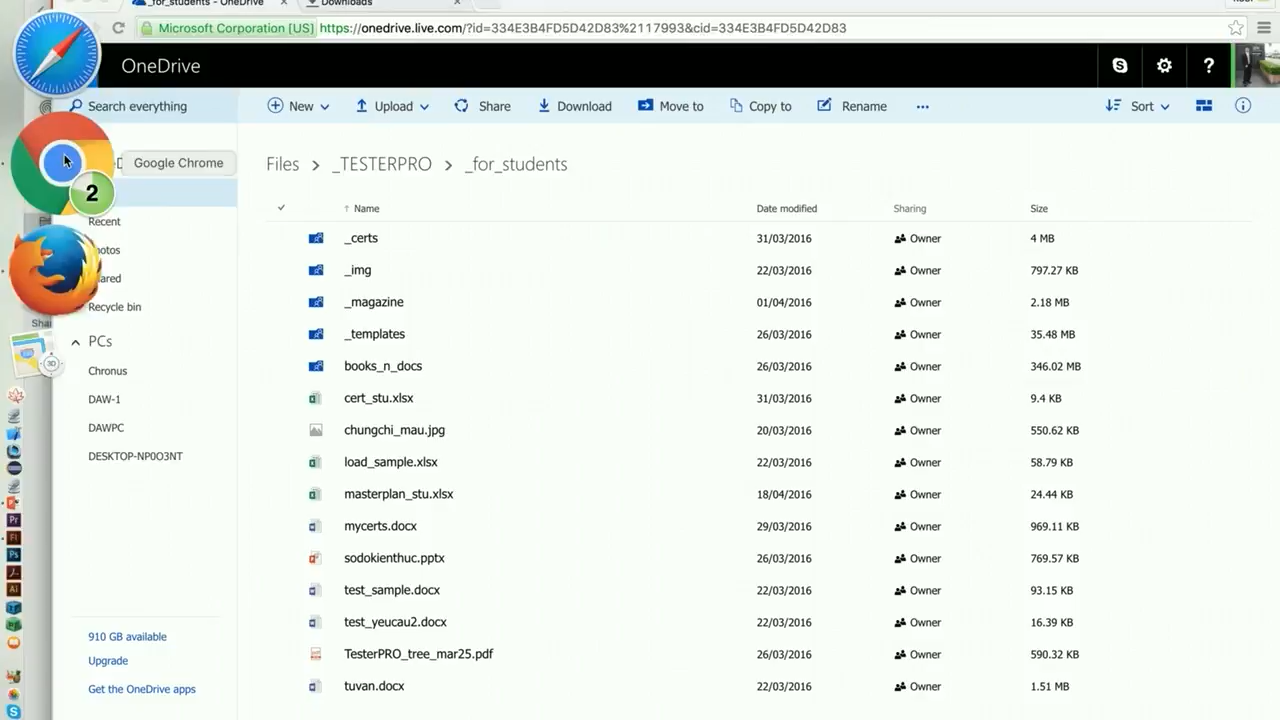 _for_students - OneDrive
Downloads
Microsoft Corporation [US] https://onedrive.live.com/?id=334E3B4FD5D42D83%2117993&cid=334E3B4FD5D42D83
OneDrive
?
Search everything
New
Upload
Share
Download
Move to
Copy to
Rename
Sort
Google Chrome
2
Files > _TESTERPRO > _for_students
Recent
hotos
hared
Recycle bin
PCs
Chronus
DAW-1
DAWPC
DESKTOP-NP0O3NT
910 GB available
Upgrade
Get the OneDrive apps
Name Date modified Sharing Size
_certs 31/03/2016 Owner 4 MB
_img 22/03/2016 Owner 797.27 KB
_magazine 01/04/2016 Owner 2.18 MB
_templates 26/03/2016 Owner 35.48 MB
books_n_docs 26/03/2016 Owner 346.02 MB
cert_stu.xlsx 31/03/2016 Owner 9.4 KB
chungchi_mau.jpg 20/03/2016 Owner 550.62 KB
load_sample.xlsx 22/03/2016 Owner 58.79 KB
masterplan_stu.xlsx 18/04/2016 Owner 24.44 KB
mycerts.docx 29/03/2016 Owner 969.11 KB
sodokienthuc.pptx 26/03/2016 Owner 769.57 KB
test_sample.docx 22/03/2016 Owner 93.15 KB
test_yeucau2.docx 22/03/2016 Owner 16.39 KB
TesterPRO_tree_mar25.pdf 26/03/2016 Owner 590.32 KB
tuvan.docx 22/03/2016 Owner 1.51 MB
3D
Pr
Fl
Ps
Ai